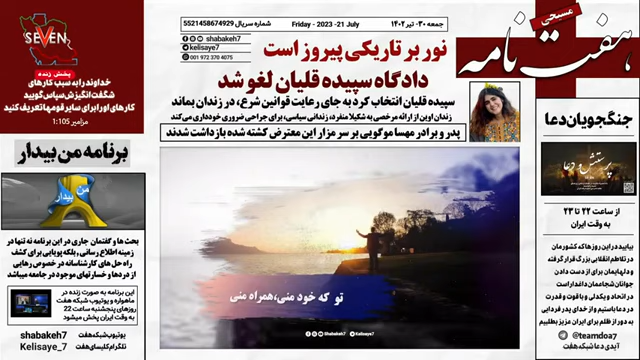 جمعه ۳۰- تیر ۱۴۰۲
Friday - 2023 -21 July
شماره سریال 5521458674929
shabakeh7
kelisaye7
001 972 370 4075
مسیحی
هفت نامه
نور بر تاریکی پیروز است
دادگاه سپیده قلیان لغو شد
سپیده قلیان انتخاب کرد به جای رعایت قوانین شرع، در زندان بماند
زندان اوین از ارائه مرخصی به شکیلا منفرد، زندانی سیاسی، برای جراحی ضروری خودداری می کند
پدر و برادر مهسا موگویی بر سر مزار این معترض کشته شده بازداشت شدند
SEVEN
پخش زنده
خداوند را به سبب کارهای
شگفت انگیزش سپاس گویید
کارهای او را برای سایر قومها تعریف کنید
مزامیر 1:105
برنامه من بیدار
من
بیدار
بحث ها و گفتمان جاری در این برنامه نه تنها در
زمینه اطلاع رسانی، بلکه پویایی برای کشف
راه حل های کارشناسانه در خصوص رهایی
از دردها و خسارتهای موجود در جامعه میباشد
این برنامه به صورت زنده در
ماهواره و یوتیوب شبکه هفت
روزهای پنجشنبه ساعت 22
به وقت ایران پخش میشود
shabakeh7 یوتیوب شبکه هفت
Kelisaye_7 تلگرام کلیسای هفت
تو که خود منی، همراه منی
Kelisaye7
جنگجویان دعا
پرستش و دعا
از ساعت ۲۲ تا ۲۳
به وقت ایران
بیایید در این روزها که کشورمان
در تلاطم انقلابی بزرگ قرار گرفته
و دلهایمان برای از دست دادن
جوانان شجاعمان داغدار است
در اتحاد و یکدلی و با قوت و قدرت
در دعا باستیم و از خدای پدر فردایی
به دور از ظلم برای ایران عزیز بطلبیم
@teamdoa7
آیدی دعا شبکه هفت